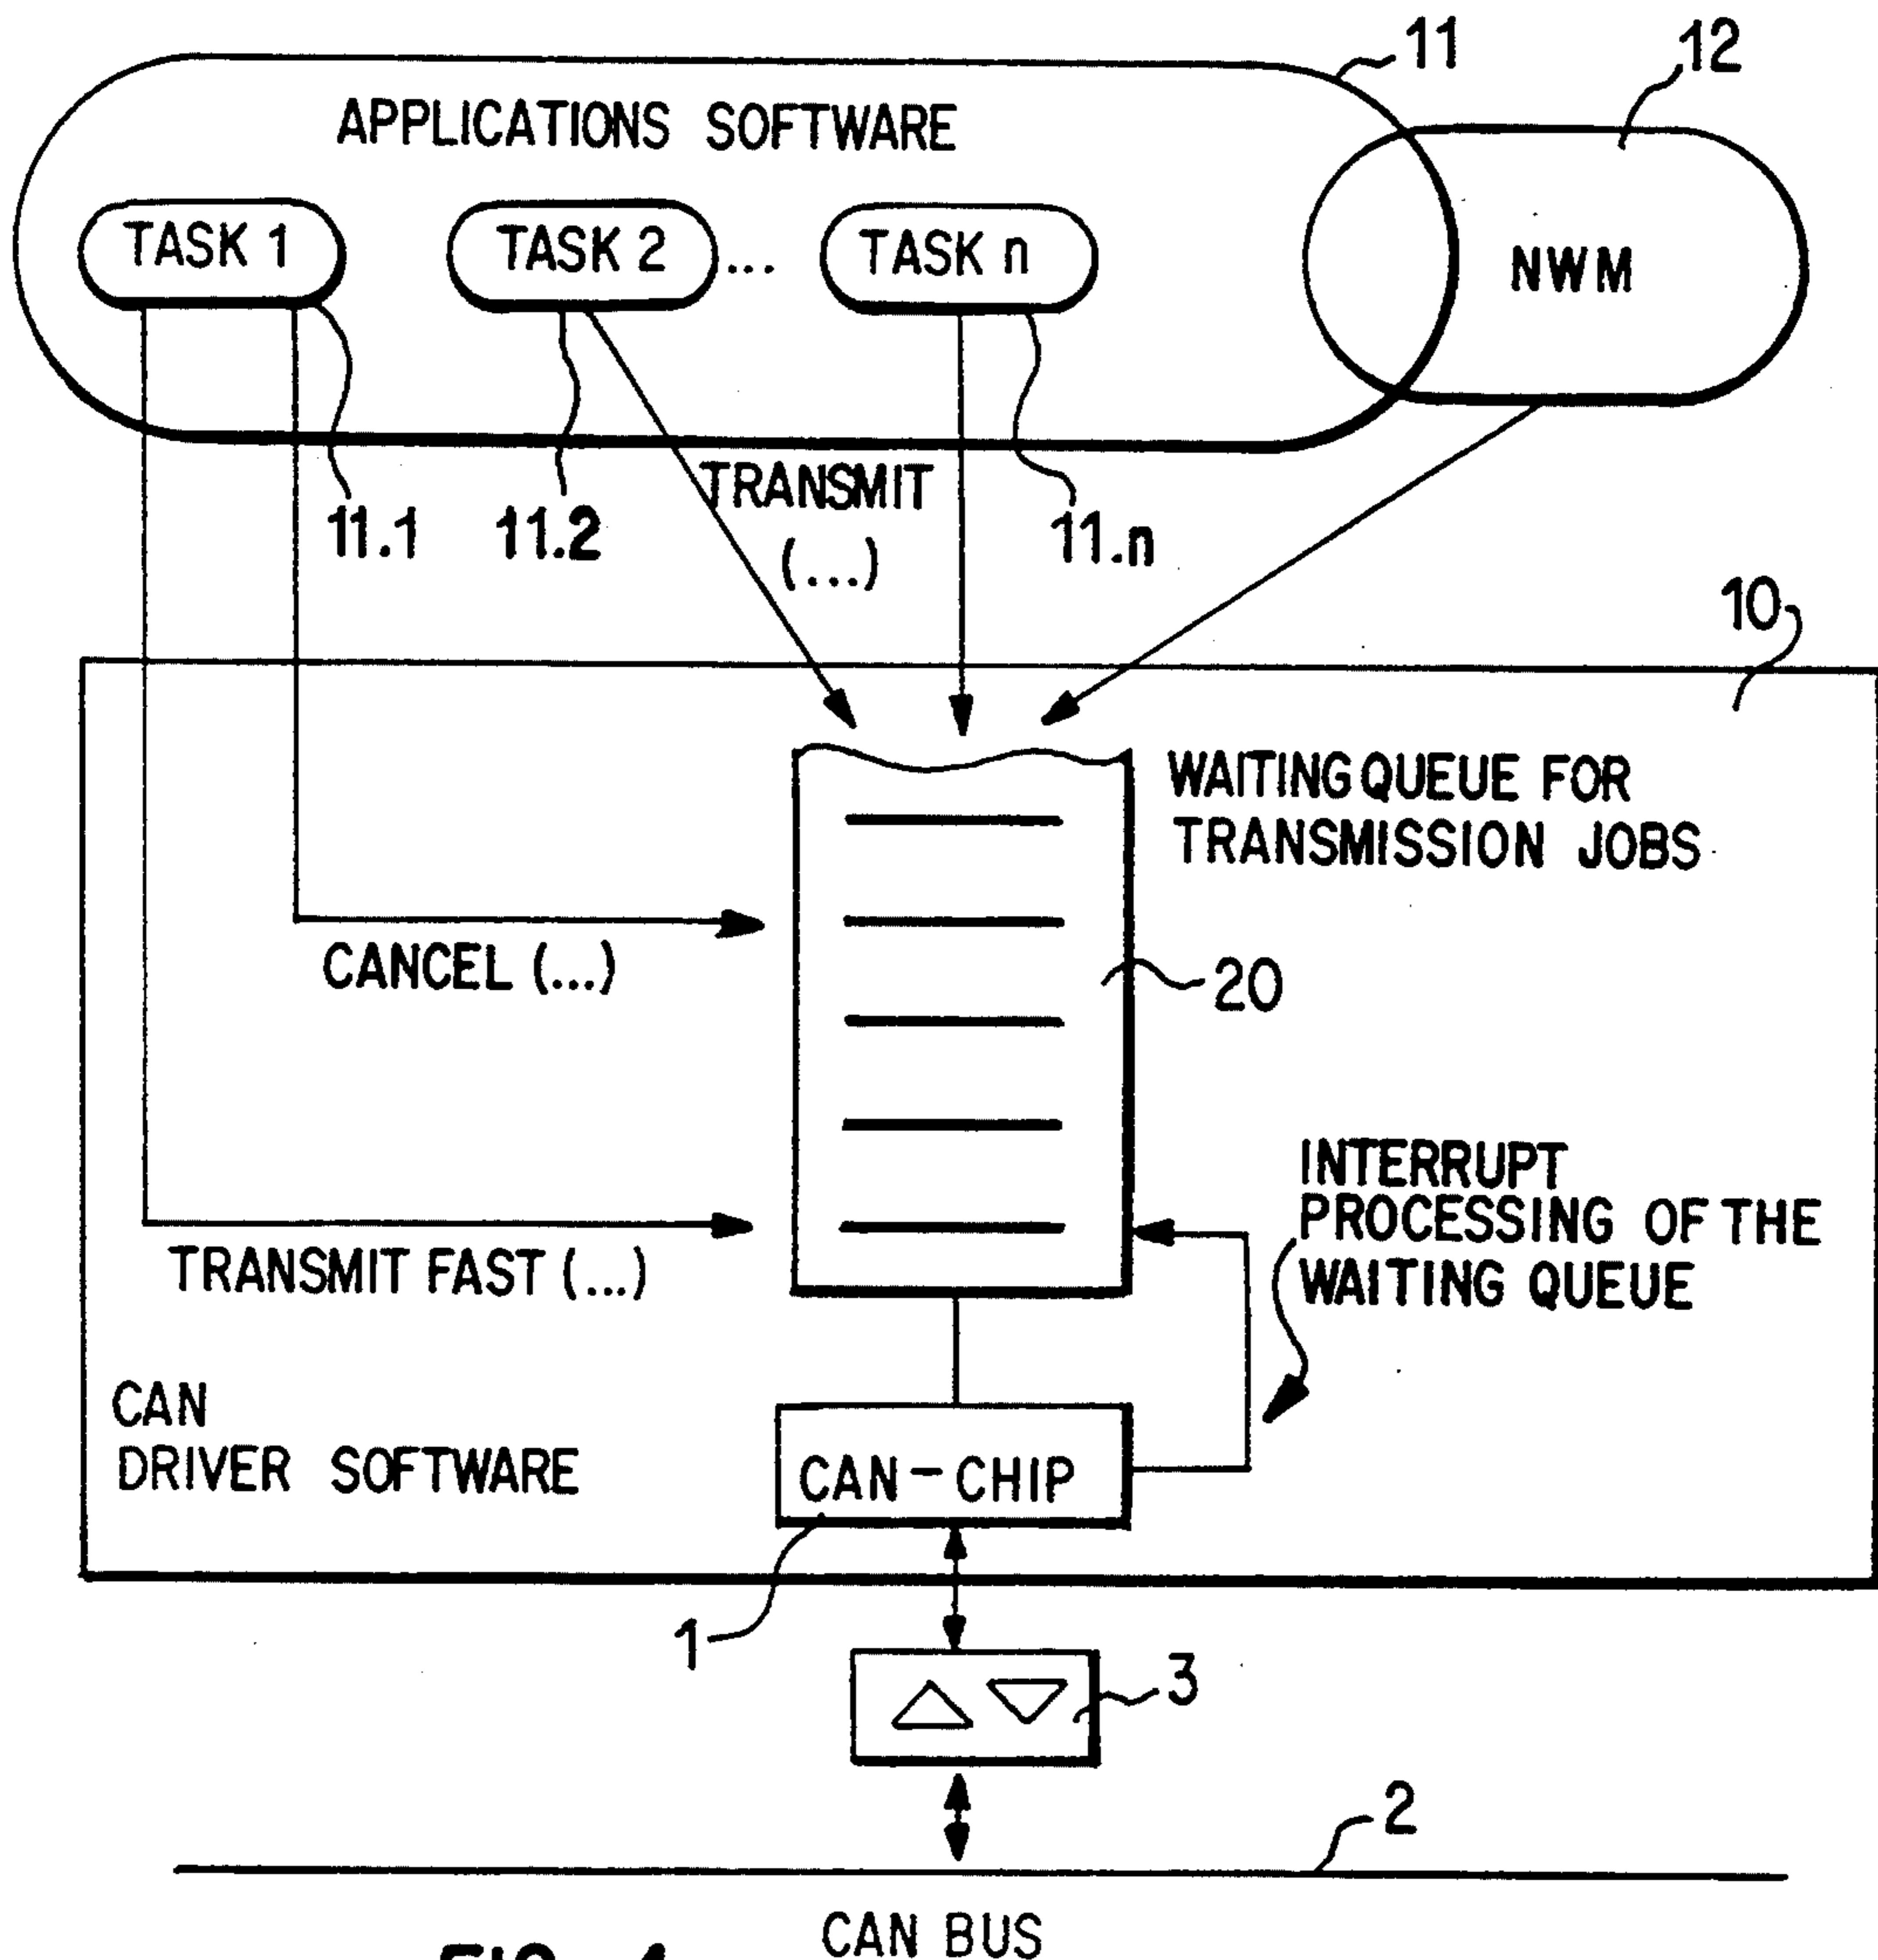 11
12
APPLICATIONS SOFTWARE
TASK 1
TASK 2
...
TASK n
NWM
TRANSMIT
(...)
11.1
11.2
11.n
10
WAITING QUEUE FOR
TRANSMISSION JOBS
CANCEL (...)
20
INTERRUPT
PROCESSING OF THE
WAITING QUEUE
TRANSMIT FAST (...)
CAN
DRIVER SOFTWARE
CAN-CHIP
1
3
2
CAN BUS